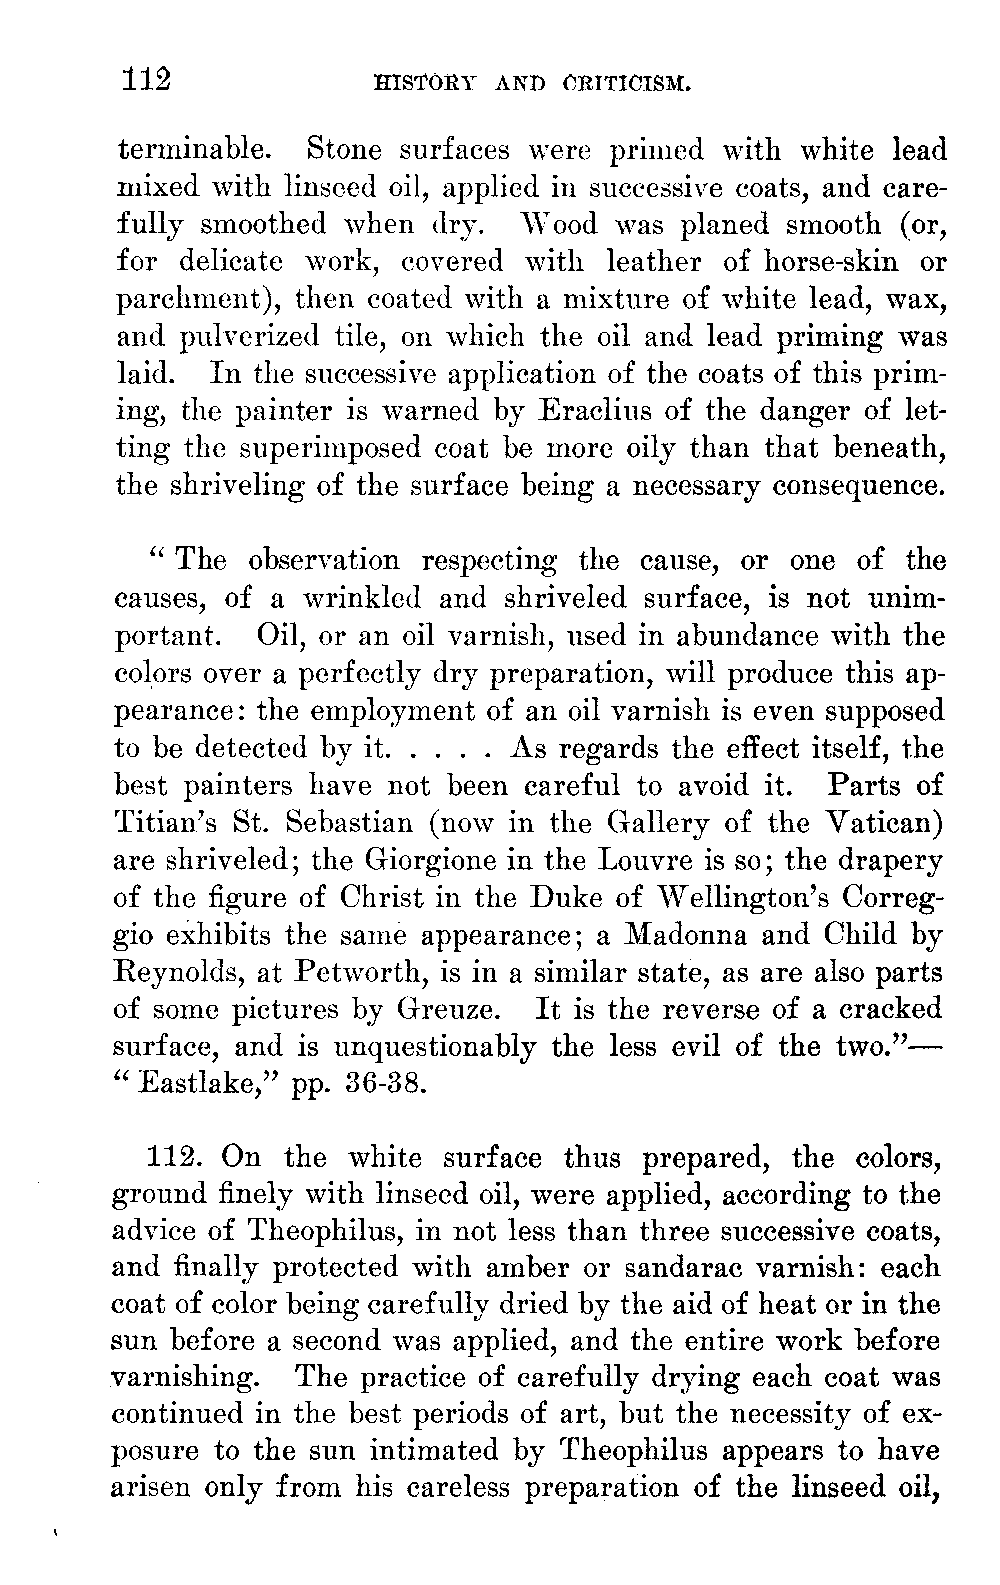 112 HISTORY AND CRITICISM.
terminable. Stone surfaces were primed with white lead
mixed with linseed oil, applied in successive coats, and care-
fully smoothed when dry. Wood was planed smooth (or,
for delicate work, covered with leather of horse-skin or
parchment), then coated with a mixture of white lead, wax,
and pulverized tile, on which the oil and lead priming was
laid. In the successive application of the coats of this prim-
ing, the painter is warned by Eraclius of the danger of let-
ting the superimposed coat be more oily than that beneath,
the shriveling of the surface being a necessary consequence.
“ The observation respecting the cause, or one of the
causes, of a wrinkled and shriveled surface, is not unim-
portant. Oil, or an oil varnish, used in abundance with the
colors over a perfectly dry preparation, will produce this ap-
pearance: the employment of an oil varnish is even supposed
to be detected by it. . . . . As regards the effect itself, the
best painters have not been careful to avoid it. Parts of
Titian’s St. Sebastian (now in the Gallery of the Vatican)
are shriveled; the Giorgione in the Louvre is so; the drapery
of the figure of Christ in the Duke of Wellington’s Correg-
gio exhibits the same appearance; a Madonna and Child by
Reynolds, at Petworth, is in a similar state, as are also parts
of some pictures by Greuze. It is the reverse of a cracked
surface, and is unquestionably the less evil of the two.”—
“ Eastlake,” pp. 36-38.
112. On the white surface thus prepared, the colors,
ground finely with linseed oil, were applied, according to the
advice of Theophilus, in not less than three successive coats,
and finally protected with amber or sandarac varnish: each
coat of color being carefully dried by the aid of heat or in the
sun before a second was applied, and the entire work before
varnishing. The practice of carefully drying each coat was
continued in the best periods of art, but the necessity of ex-
posure to the sun intimated by Theophilus appears to have
arisen only from his careless preparation of the linseed oil,